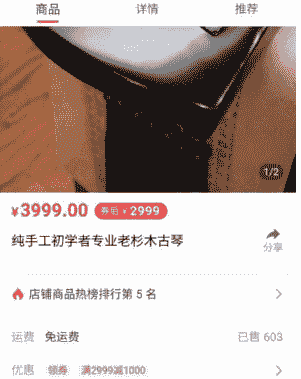 商品 详情 推荐
1/2
¥3999.00 券后 ¥ 2999
纯手工初学者专业老杉木古琴
分享
店铺商品热榜排行第 5 名
运费 免运费 已售 603
优惠 领券 满2999减1000